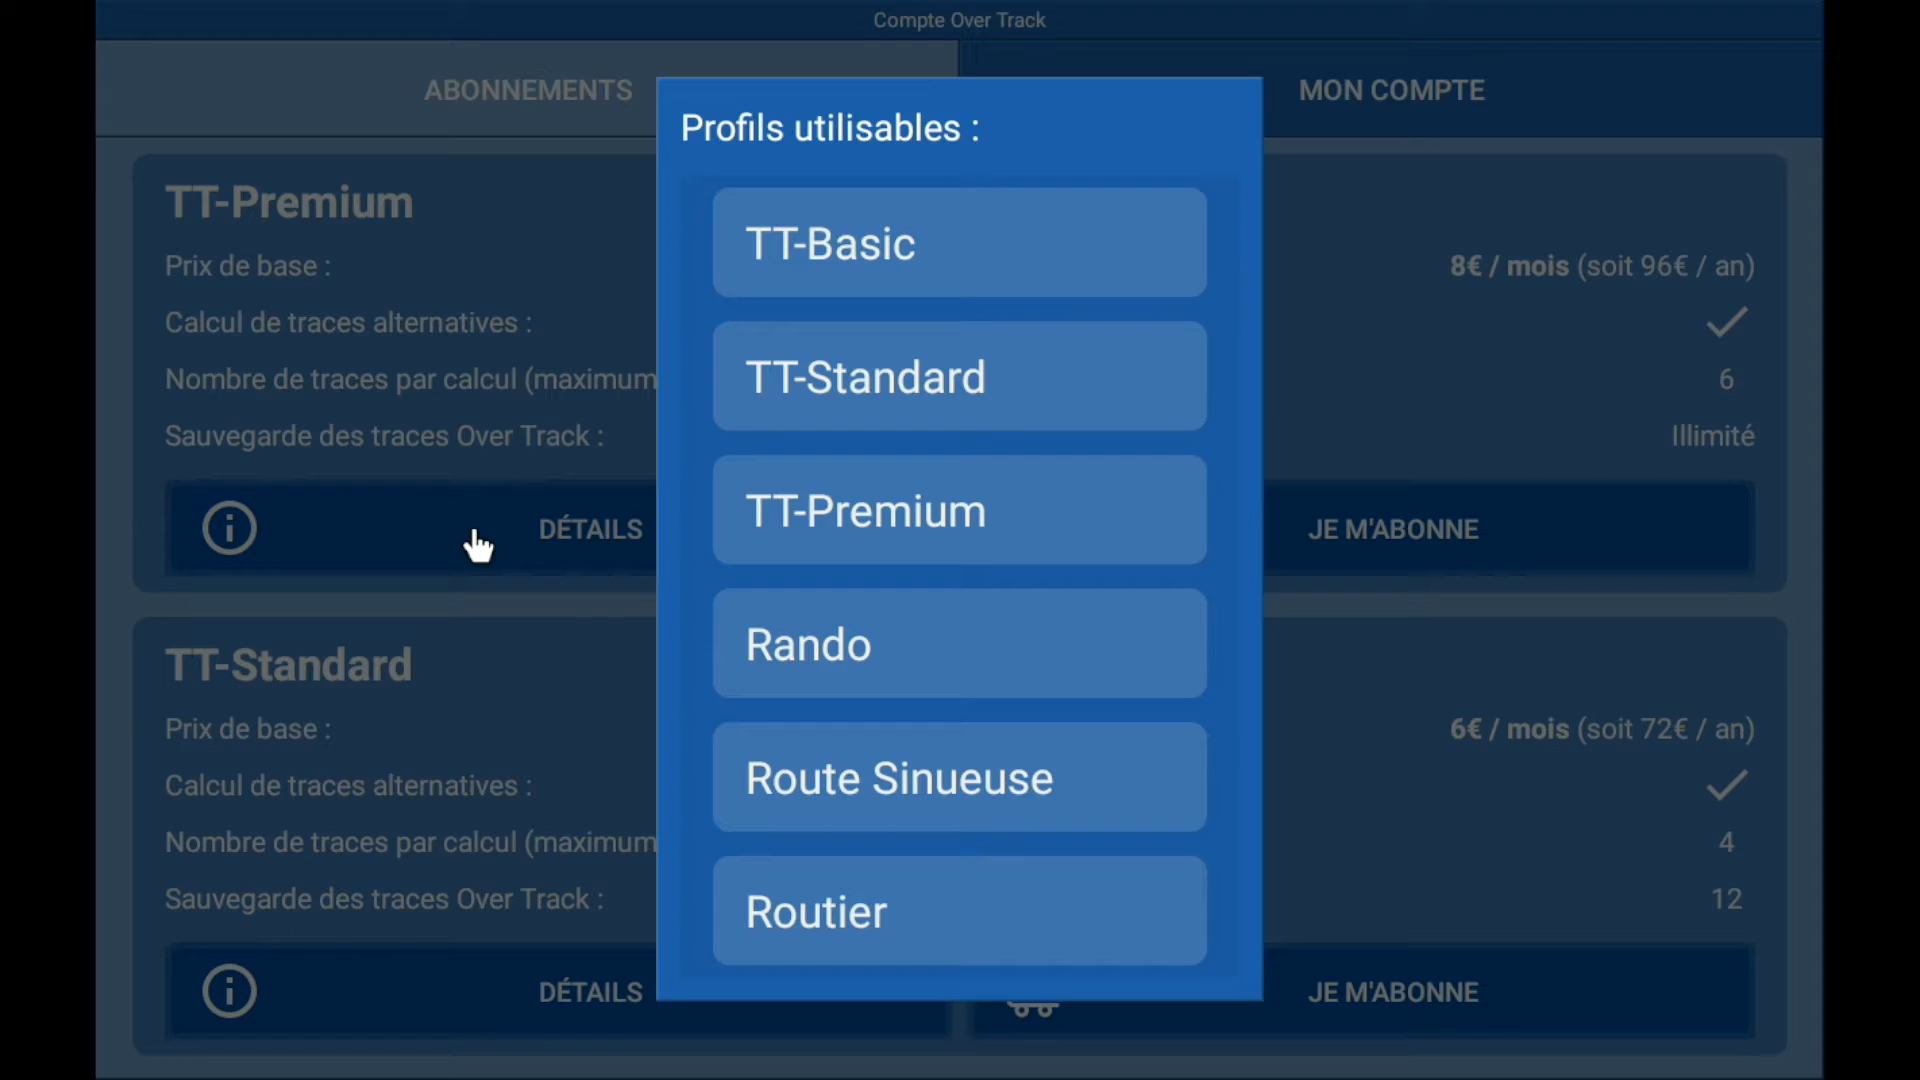 Compte Over Track
ABONNEMENTS
MON COMPTE
Profils utilisables :
TT-Basic
TT-Standard
TT-Premium
Rando
Route Sinueuse
Routier
TT-Premium
Prix de base :
8€ / mois (soit 96€ / an)
Calcul de traces alternatives :
Nombre de traces par calcul (maximum
6
Sauvegarde des traces Over Track :
Illimité
DÉTAILS
JE M'ABONNE
TT-Standard
Prix de base :
6€ / mois (soit 72€ / an)
Calcul de traces alternatives :
Nombre de traces par calcul (maximum
4
Sauvegarde des traces Over Track :
12
DÉTAILS
JE M'ABONNE